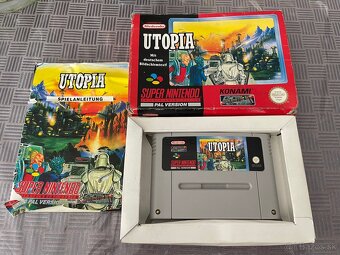 Nintendo
UTOPIA
Mit
deutschem
Bildschirmtext!
SUPER NINTENDO
PAL VERSION
KONAMI
UTOPIA
SPIELANLEITUNG
SUPER NINTENDO
PAL VERSION
UTOPIA
SUPER NINTENDO